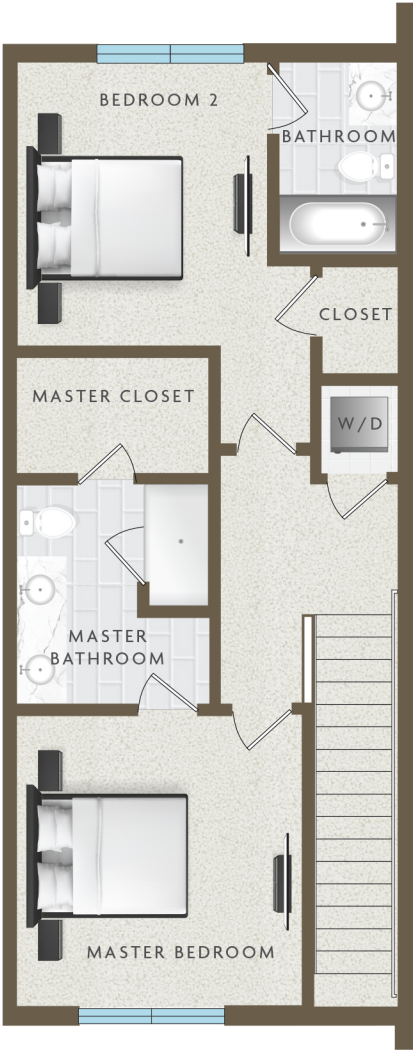 BEDROOM 2
BATHROOM
CLOSET
MASTER CLOSET
W/D
MASTER
BATHROOM
MASTER BEDROOM